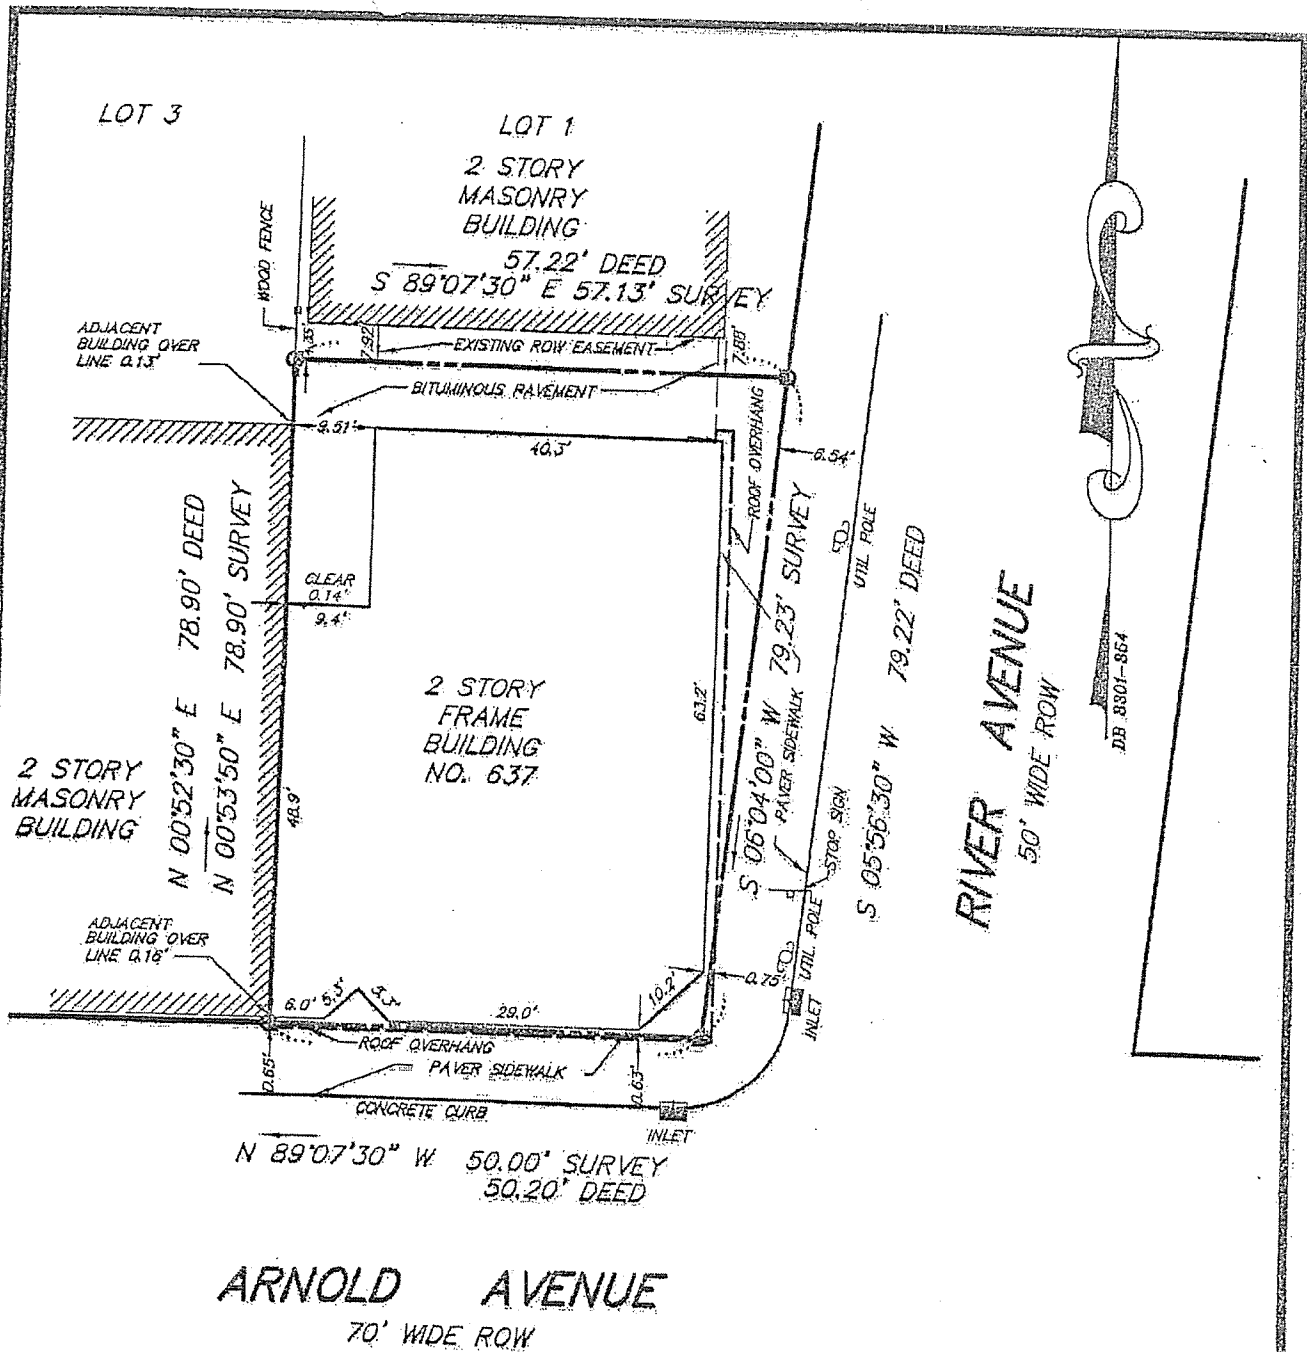 LOT 3
LOT 1
2 STORY
MASONRY
BUILDING
57.22' DEED
S 89°07'30" E 57.13' SURVEY
WOOD FENCE
ADJACENT
BUILDING OVER
LINE 0.13'
7.92'
EXISTING ROW EASEMENT
7.88'
BITUMINOUS PAVEMENT
9.51'
40.3'
ROOF OVERHANG
6.54'
CLEAR
0.14'
9.4'
N 00°52'30" E 78.90' DEED
N 00°53'50" E 78.90' SURVEY
2 STORY
FRAME
BUILDING
NO. 637
63.2'
48.9'
2 STORY
MASONRY
BUILDING
S 06°04'00" W 79.23' SURVEY
PAVER SIDEWALK
UTIL POLE
STOP SIGN
S 05°56'30" W 79.22' DEED
RIVER AVENUE
50' WIDE ROW
DB 8301-864
ADJACENT
BUILDING OVER
LINE 0.16'
6.0'
5.3'
29.0'
10.2'
0.75'
UTIL POLE
INLET
ROOF OVERHANG
PAVER SIDEWALK
CONCRETE CURB
INLET
N 89°07'30" W 50.00' SURVEY
50.20' DEED
ARNOLD AVENUE
70' WIDE ROW